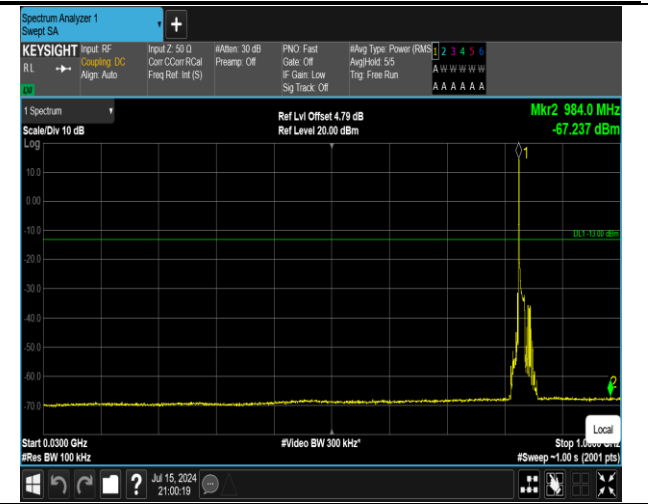 Spectrum Analyzer 1
Swept SA
+
KEYSIGHT
RL
Input: RF
Coupling: DC
Align: Auto
Input Z: 50 Ω
Corr CCorr RCal
Freq Ref: Int (S)
#Atten: 30 dB
Preamp: Off
PNO: Fast
Gate: Off
IF Gain: Low
Sig Track: Off
#Avg Type: Power (RMS
Avg|Hold: 5/5
Trig: Free Run
1 2 3 4 5 6
A W W W W W
A A A A A A
1 Spectrum
Scale/Div 10 dB
Ref Lvl Offset 4.79 dB
Ref Level 20.00 dBm
Mkr2 984.0 MHz
-67.237 dBm
Log
1
10.0
0.00
-10.0
DL1 -13.00 dBm
-20.0
-30.0
-40.0
-50.0
-60.0
2
-70.0
Local
Start 0.0300 GHz
#Video BW 300 kHz*
#Res BW 100 kHz
#Sweep ~1.00 s (2001 pts)
?
Jul 15, 2024
21:00:19